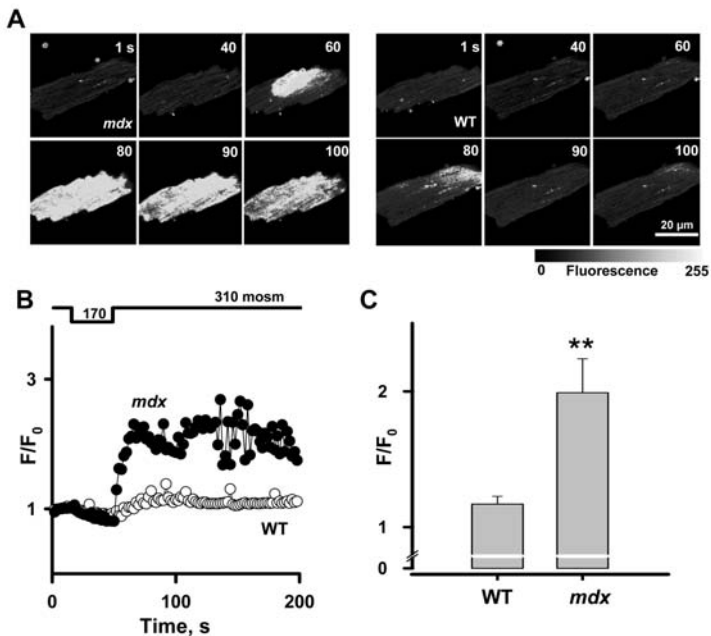 A
1 s
40
60
mdx
80
90
100
1 s
40
60
WT
80
90
100
20 µm
0 Fluorescence 255
B
310 mosm
170
3
mdx
F/F0
1
WT
0 100 200
Time, s
C
**
2
F/F0
1
0
WT mdx